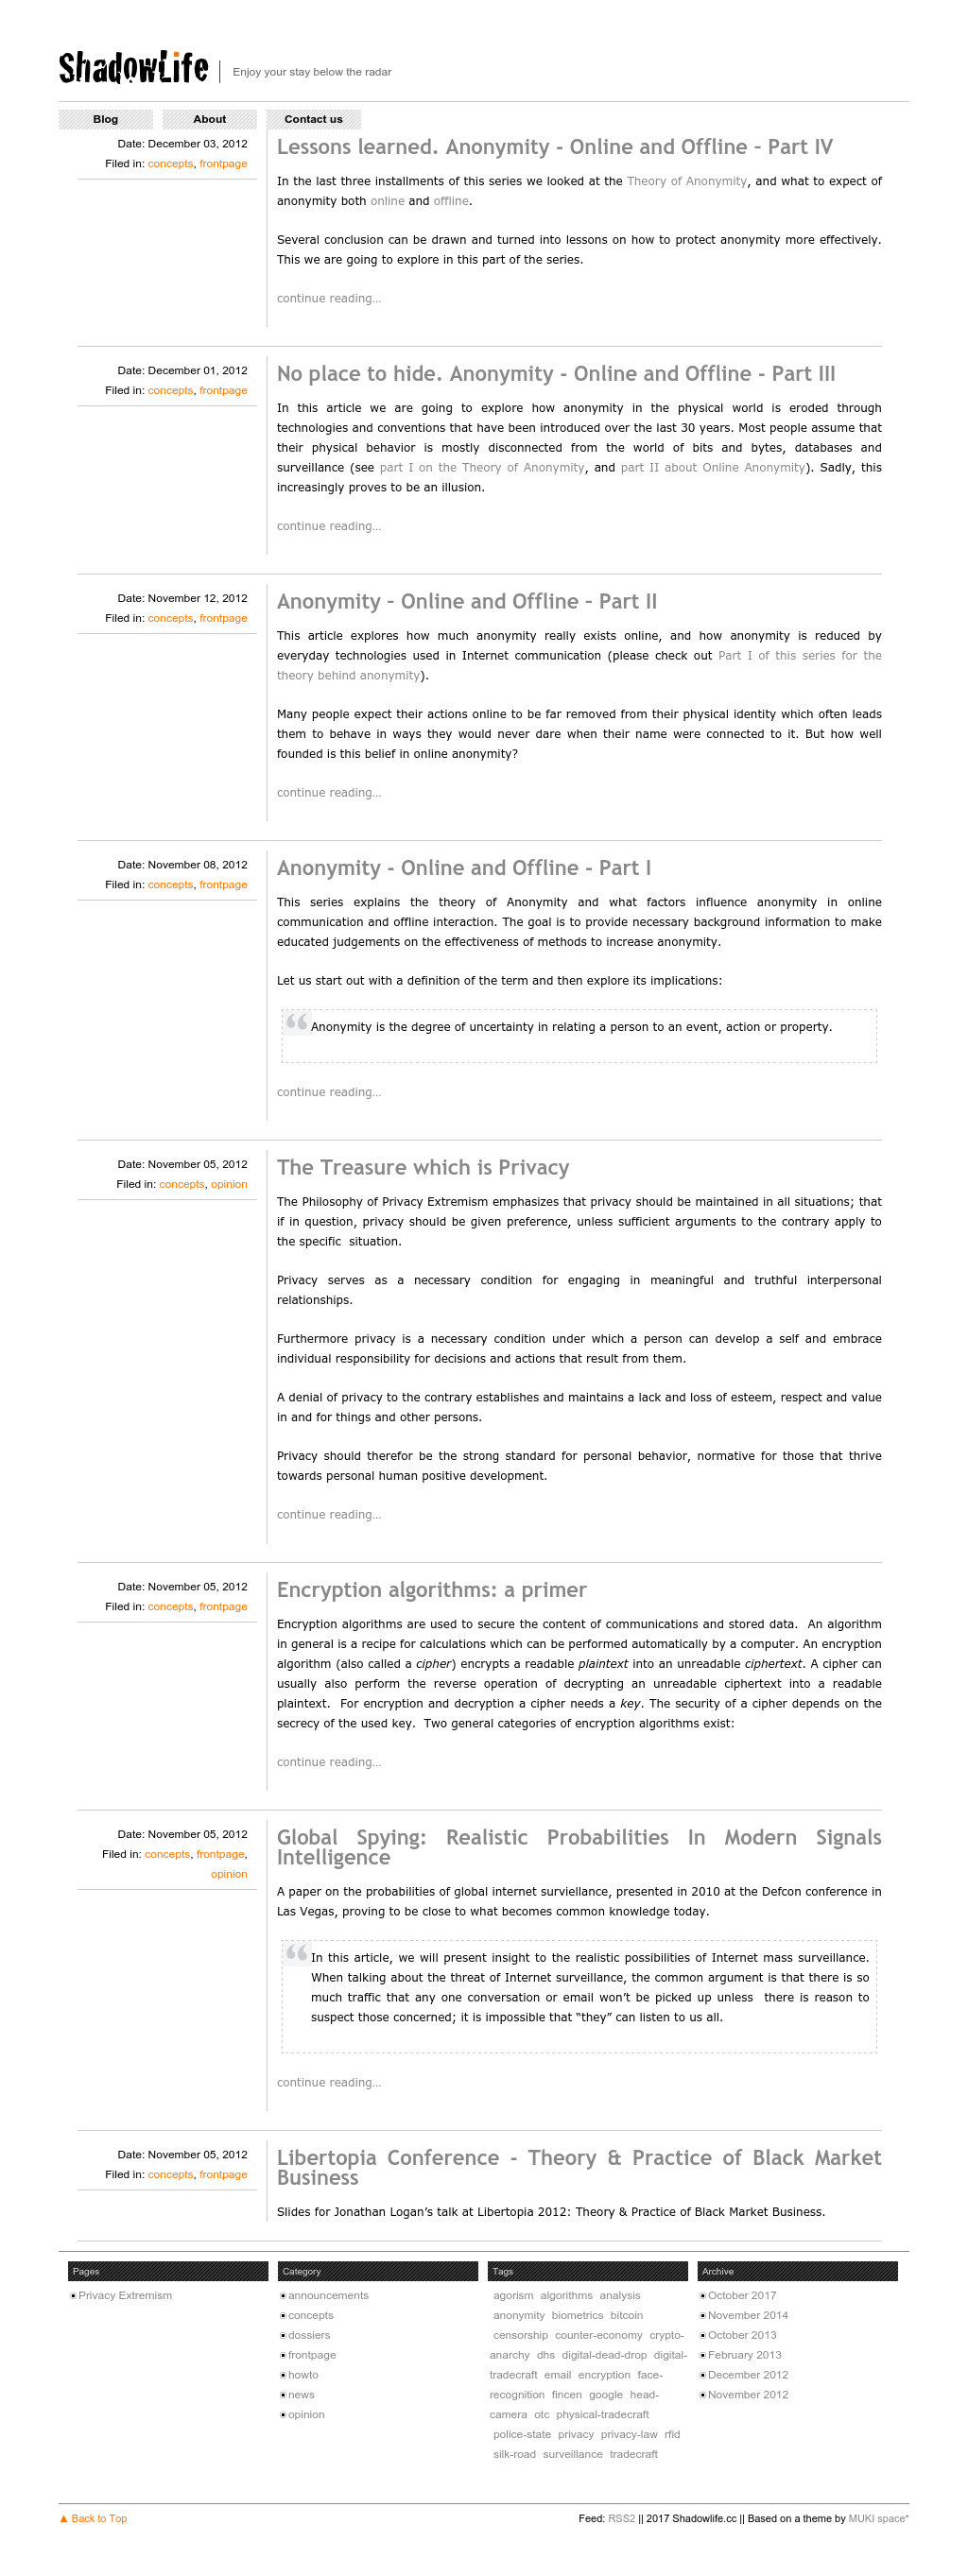 ShadowLife
Enjoy your stay below the radar
Blog
About
Contact us
Date: December 03, 2012
Filed in: concepts, frontpage
Lessons learned. Anonymity - Online and Offline – Part IV
In the last three installments of this series we looked at the Theory of Anonymity, and what to expect of
anonymity both online and offline.
Several conclusion can be drawn and turned into lessons on how to protect anonymity more effectively.
This we are going to explore in this part of the series.
continue reading...
Date: December 01, 2012
Filed in: concepts, frontpage
No place to hide. Anonymity - Online and Offline - Part III
In this article we are going to explore how anonymity in the physical world is eroded through
technologies and conventions that have been introduced over the last 30 years. Most people assume that
their physical behavior is mostly disconnected from the world of bits and bytes, databases and
surveillance (see part I on the Theory of Anonymity, and part II about Online Anonymity). Sadly, this
increasingly proves to be an illusion.
continue reading...
Date: November 12, 2012
Filed in: concepts, frontpage
Anonymity – Online and Offline – Part II
This article explores how much anonymity really exists online, and how anonymity is reduced by
everyday technologies used in Internet communication (please check out Part I of this series for the
theory behind anonymity).
Many people expect their actions online to be far removed from their physical identity which often leads
them to behave in ways they would never dare when their name were connected to it. But how well
founded is this belief in online anonymity?
continue reading...
Date: November 08, 2012
Filed in: concepts, frontpage
Anonymity - Online and Offline - Part I
This series explains the theory of Anonymity and what factors influence anonymity in online
communication and offline interaction. The goal is to provide necessary background information to make
educated judgements on the effectiveness of methods to increase anonymity.
Let us start out with a definition of the term and then explore its implications:
Anonymity is the degree of uncertainty in relating a person to an event, action or property.
continue reading...
Date: November 05, 2012
Filed in: concepts, opinion
The Treasure which is Privacy
The Philosophy of Privacy Extremism emphasizes that privacy should be maintained in all situations; that
if in question, privacy should be given preference, unless sufficient arguments to the contrary apply to
the specific situation.
Privacy serves as a necessary condition for engaging in meaningful and truthful interpersonal
relationships.
Furthermore privacy is a necessary condition under which a person can develop a self and embrace
individual responsibility for decisions and actions that result from them.
A denial of privacy to the contrary establishes and maintains a lack and loss of esteem, respect and value
in and for things and other persons.
Privacy should therefor be the strong standard for personal behavior, normative for those that thrive
towards personal human positive development.
continue reading...
Date: November 05, 2012
Filed in: concepts, frontpage
Encryption algorithms: a primer
Encryption algorithms are used to secure the content of communications and stored data. An algorithm
in general is a recipe for calculations which can be performed automatically by a computer. An encryption
algorithm (also called a cipher) encrypts a readable plaintext into an unreadable ciphertext. A cipher can
usually also perform the reverse operation of decrypting an unreadable ciphertext into a readable
plaintext. For encryption and decryption a cipher needs a key. The security of a cipher depends on the
secrecy of the used key. Two general categories of encryption algorithms exist:
continue reading...
Date: November 05, 2012
Filed in: concepts, frontpage,
opinion
Global Spying: Realistic Probabilities In Modern Signals
Intelligence
A paper on the probabilities of global internet surviellance, presented in 2010 at the Defcon conference in
Las Vegas, proving to be close to what becomes common knowledge today.
In this article, we will present insight to the realistic possibilities of Internet mass surveillance.
When talking about the threat of Internet surveillance, the common argument is that there is so
much traffic that any one conversation or email won't be picked up unless there is reason to
suspect those concerned; it is impossible that “they” can listen to us all.
continue reading...
Date: November 05, 2012
Filed in: concepts, frontpage
Libertopia Conference - Theory & Practice of Black Market
Business
Slides for Jonathan Logan's talk at Libertopia 2012: Theory & Practice of Black Market Business.
Pages
Privacy Extremism
Category
announcements
concepts
dossiers
frontpage
howto
news
opinion
Tags
agorism algorithms analysis
anonymity biometrics bitcoin
censorship counter-economy crypto-
anarchy dhs digital-dead-drop digital-
tradecraft email encryption face-
recognition fincen google head-
camera otc physical-tradecraft
police-state privacy privacy-law rfid
silk-road surveillance tradecraft
Archive
October 2017
November 2014
October 2013
February 2013
December 2012
November 2012
▲ Back to Top
Feed: RSS2 || 2017 Shadowlife.cc || Based on a theme by MUKI space*